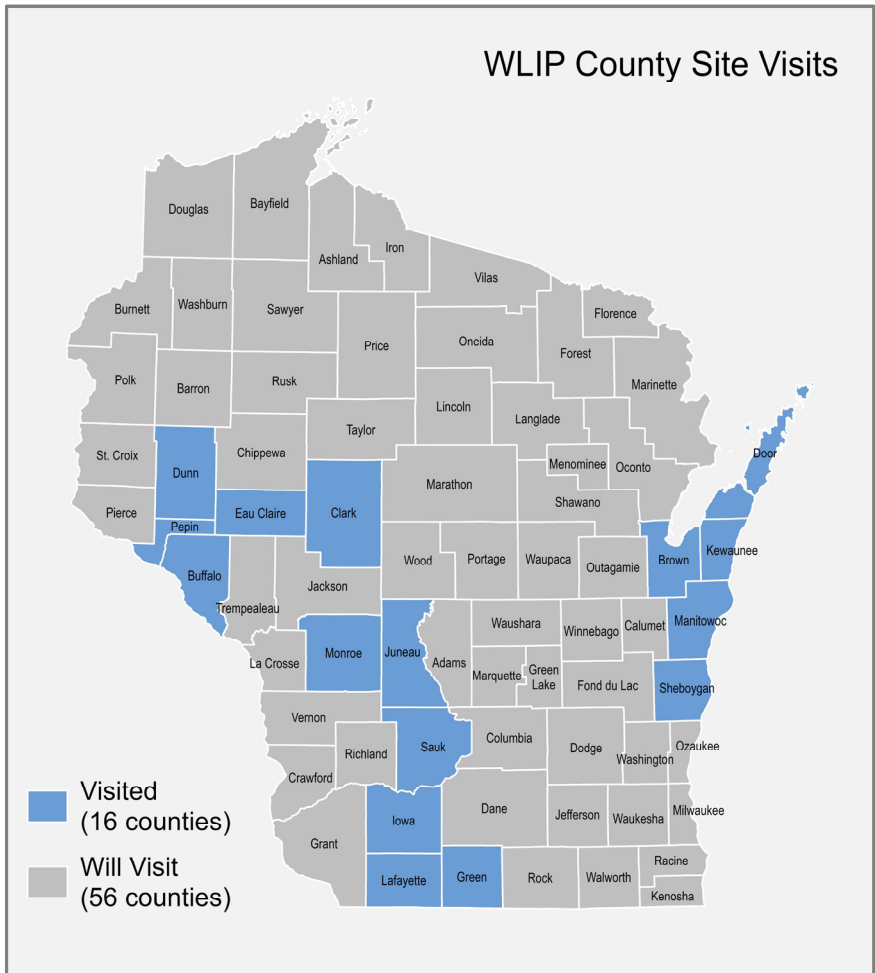 WLIP County Site Visits
Douglas
Bayfield
Ashland
Iron
Vilas
Burnett
Washburn
Sawyer
Price
Oneida
Florence
Forest
Marinette
Polk
Barron
Rusk
Lincoln
Langlade
Taylor
St. Croix
Dunn
Chippewa
Menominee
Oconto
Door
Marathon
Shawano
Pierce
Eau Claire
Clark
Pepin
Wood
Portage
Waupaca
Outagamie
Brown
Kewaunee
Buffalo
Jackson
Trempealeau
Waushara
Winnebago
Calumet
Manitowoc
La Crosse
Monroe
Juneau
Adams
Marquette
Green
Lake
Fond du Lac
Sheboygan
Vernon
Richland
Sauk
Columbia
Dodge
Washington
Ozaukee
Crawford
Visited
(16 counties)
Iowa
Dane
Jefferson
Waukesha
Milwaukee
Grant
Will Visit
(56 counties)
Lafayette
Green
Rock
Walworth
Racine
Kenosha